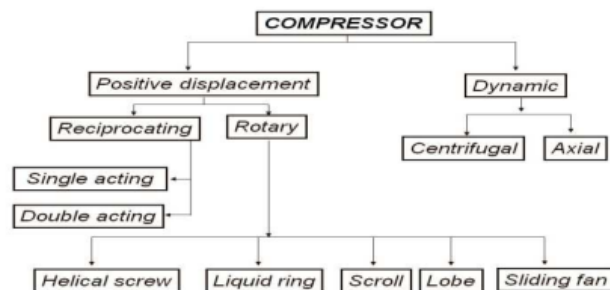 COMPRESSOR
Positive displacement
Dynamic
Reciprocating
Rotary
Centrifugal
Axial
Single acting
Double acting
Helical screw
Liquid ring
Scroll
Lobe
Sliding fan